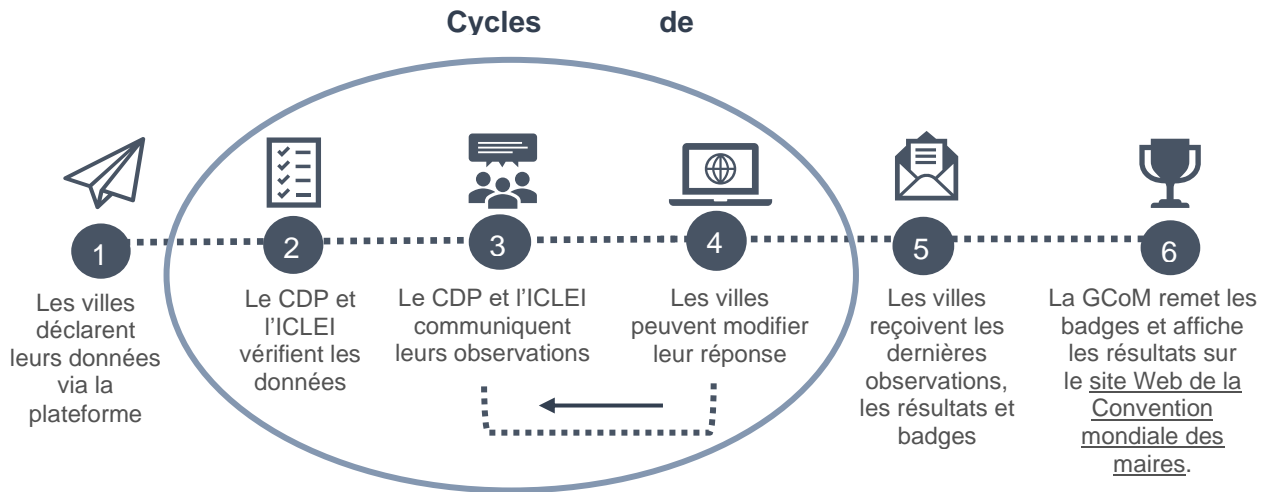 Cycles de
1
2
3
4
5
6
Les villes
déclarent
leurs données
via la
plateforme
Le CDP et
l’ICLEI
vérifient les
données
Le CDP et l’ICLEI
communiquent
leurs observations
Les villes
peuvent modifier
leur réponse
Les villes
reçoivent les
dernières
observations,
les résultats et
badges
La GCoM remet les
badges et affiche
les résultats sur
le site Web de la
Convention
mondiale des
maires.